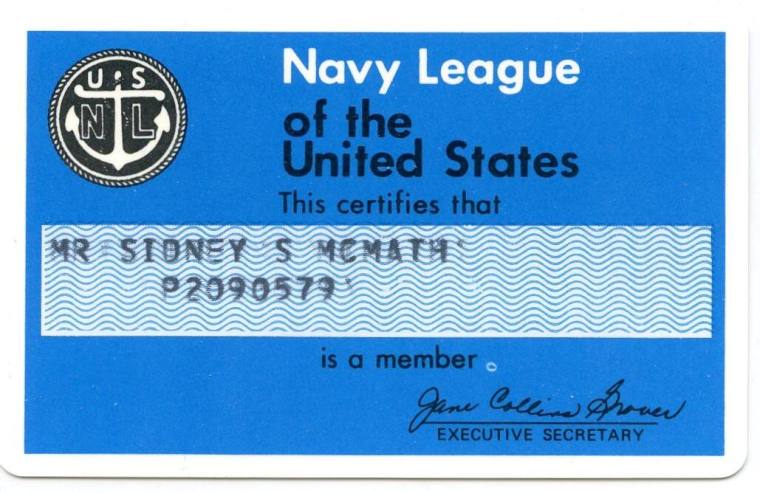 U S
N L
Navy League
of the
United States
This certifies that
MR SIDNEY S MCMATH
P2090579
is a member
Jane Collins Grover
EXECUTIVE SECRETARY